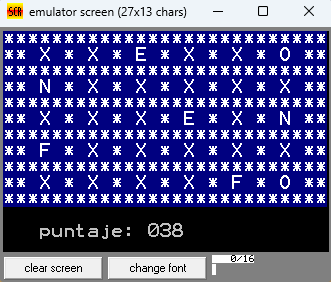 emulator screen (27x13 chars)
***************************
** X * X * E * X * X * O **
***************************
** N * X * X * X * X * X **
***************************
** X * X * X * E * X * N **
***************************
** F * X * X * X * X * X **
***************************
** X * X * X * X * F * O **
***************************
puntaje: 038
clear screen
change font
0/16